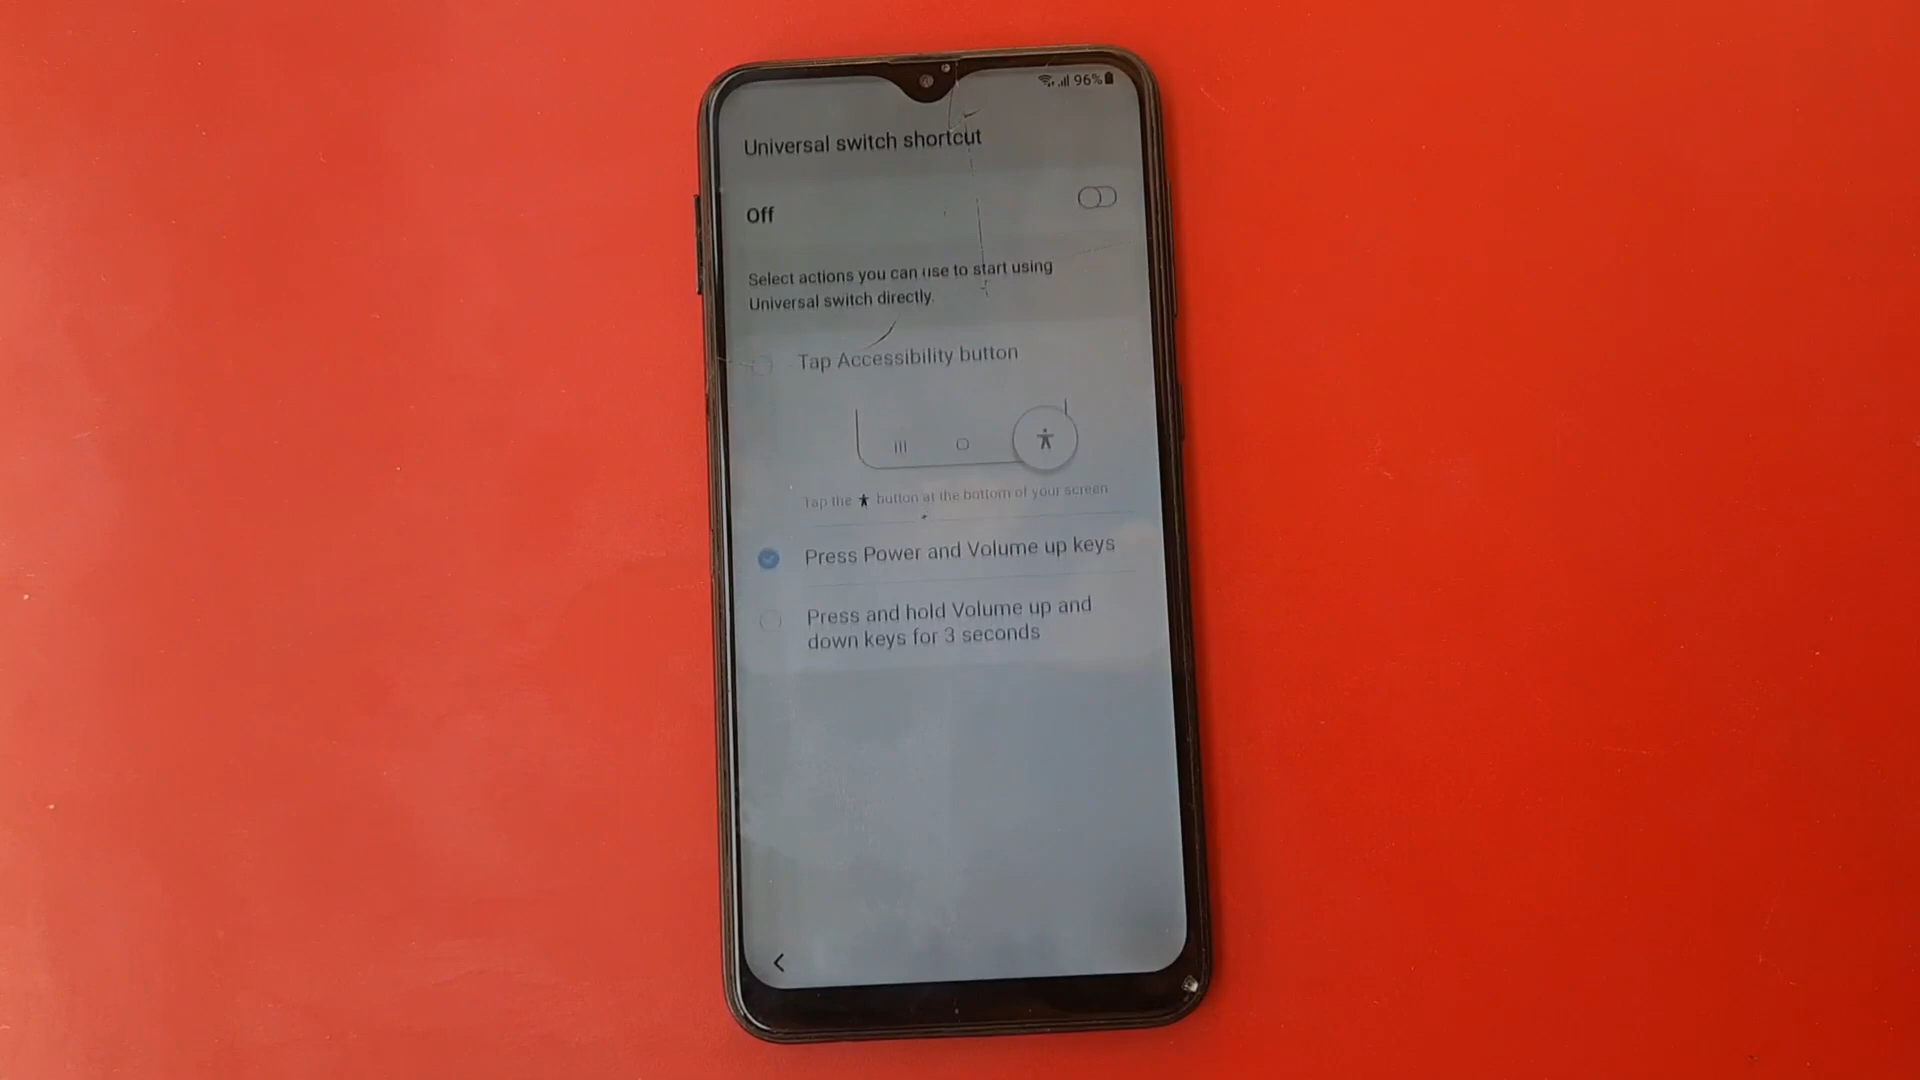 96%
Universal switch shortcut
Off
Select actions you can use to start using
Universal switch directly.
Tap Accessibility button
Tap the button at the bottom of your screen
Press Power and Volume up keys
Press and hold Volume up and
down keys for 3 seconds